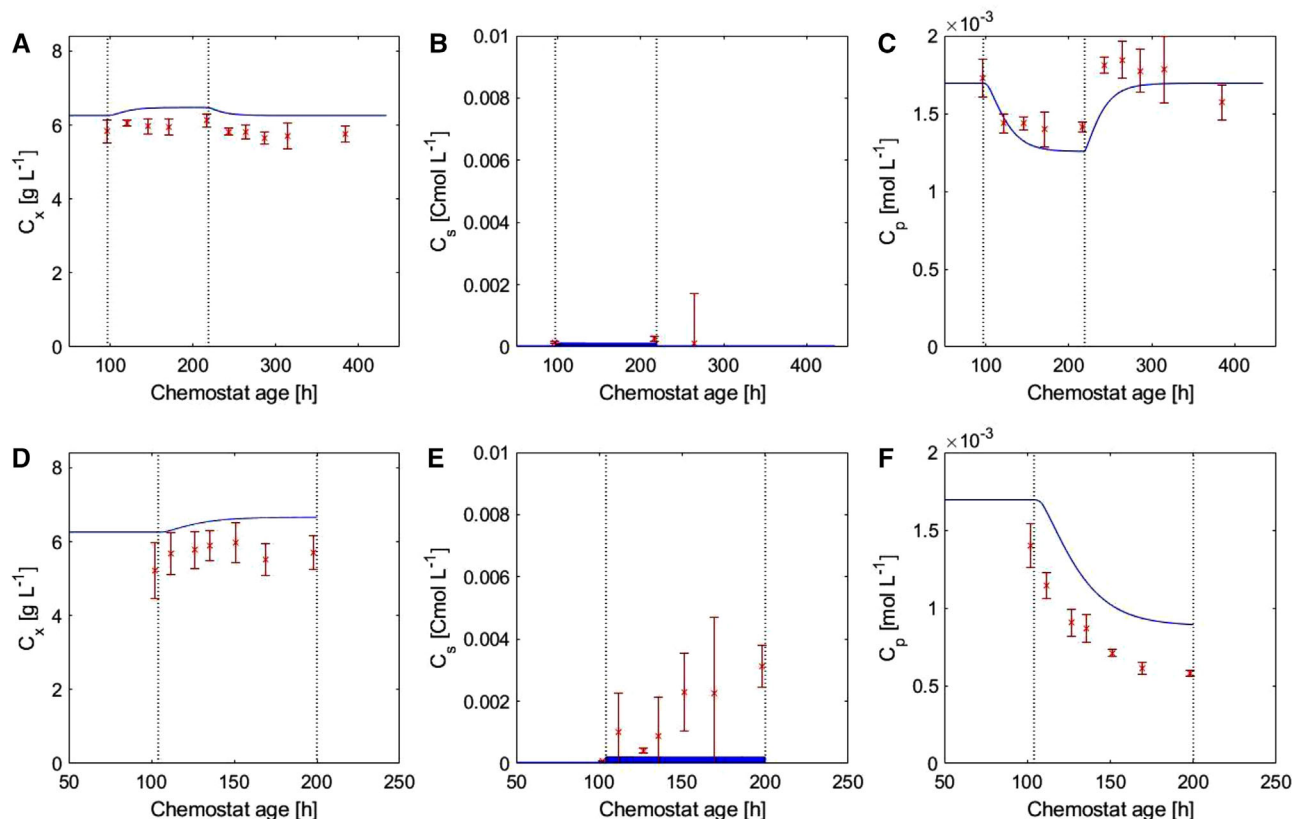 A
8
6
4
2
0
C_x [g L^-1]
100 200 300 400
Chemostat age [h]
B
0.01
0.008
0.006
0.004
0.002
0
C_s [Cmol L^-1]
100 200 300 400
Chemostat age [h]
C
×10^-3
2
1.5
1
0.5
0
C_p [mol L^-1]
100 200 300 400
Chemostat age [h]
D
8
6
4
2
0
C_x [g L^-1]
50 100 150 200 250
Chemostat age [h]
E
0.01
0.008
0.006
0.004
0.002
0
C_s [Cmol L^-1]
50 100 150 200 250
Chemostat age [h]
F
×10^-3
2
1.5
1
0.5
0
C_p [mol L^-1]
50 100 150 200 250
Chemostat age [h]